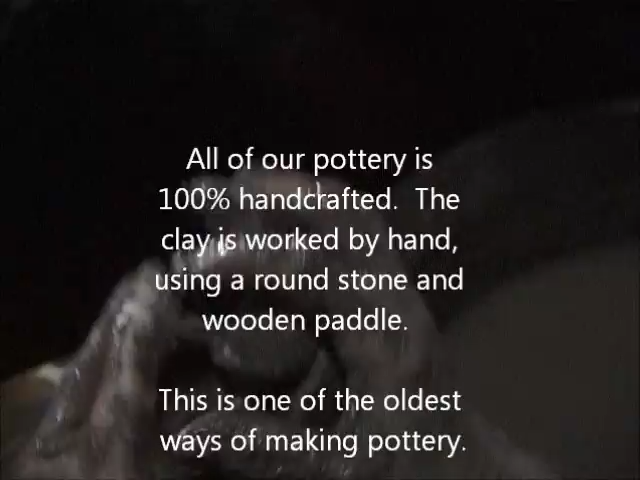 All of our pottery is
100% handcrafted.  The
clay is worked by hand,
using a round stone and
wooden paddle.
This is one of the oldest
ways of making pottery.